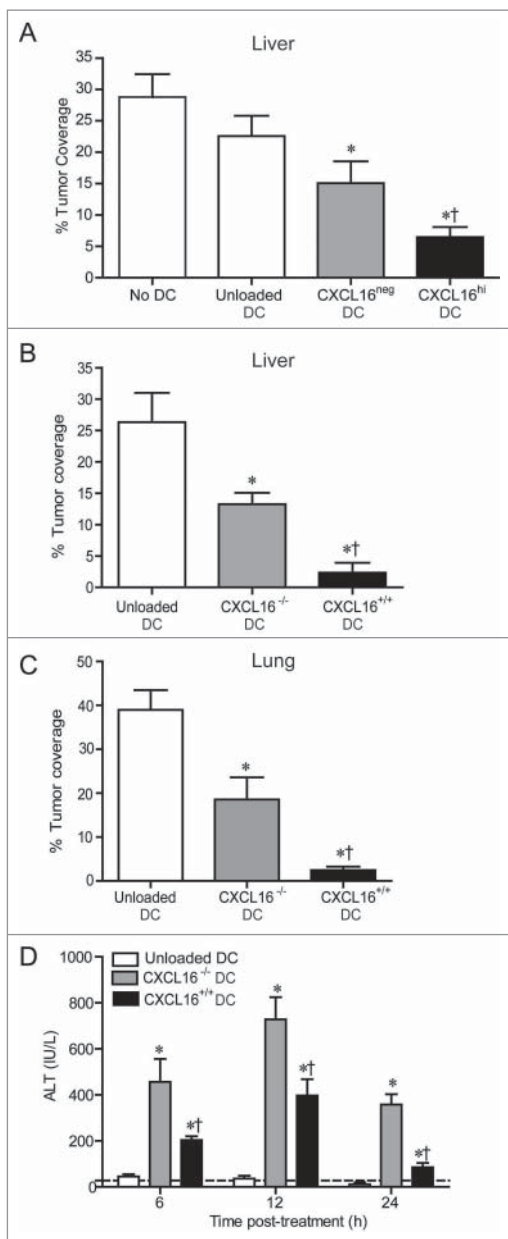 A
Liver
% Tumor Coverage
35
30
25
20
15
10
5
0
*
*†
No DC
Unloaded DC
CXCL16neg DC
CXCL16hi DC
B
Liver
% Tumor coverage
35
30
25
20
15
10
5
0
*
*†
Unloaded DC
CXCL16-/- DC
CXCL16+/+ DC
C
Lung
% Tumor coverage
50
40
30
20
10
0
*
*†
Unloaded DC
CXCL16-/- DC
CXCL16+/+ DC
D
Unloaded DC
CXCL16-/- DC
CXCL16+/+ DC
ALT (IU/L)
1000
800
600
400
200
0
*
*†
*
*†
*
*†
6
12
24
Time post-treatment (h)